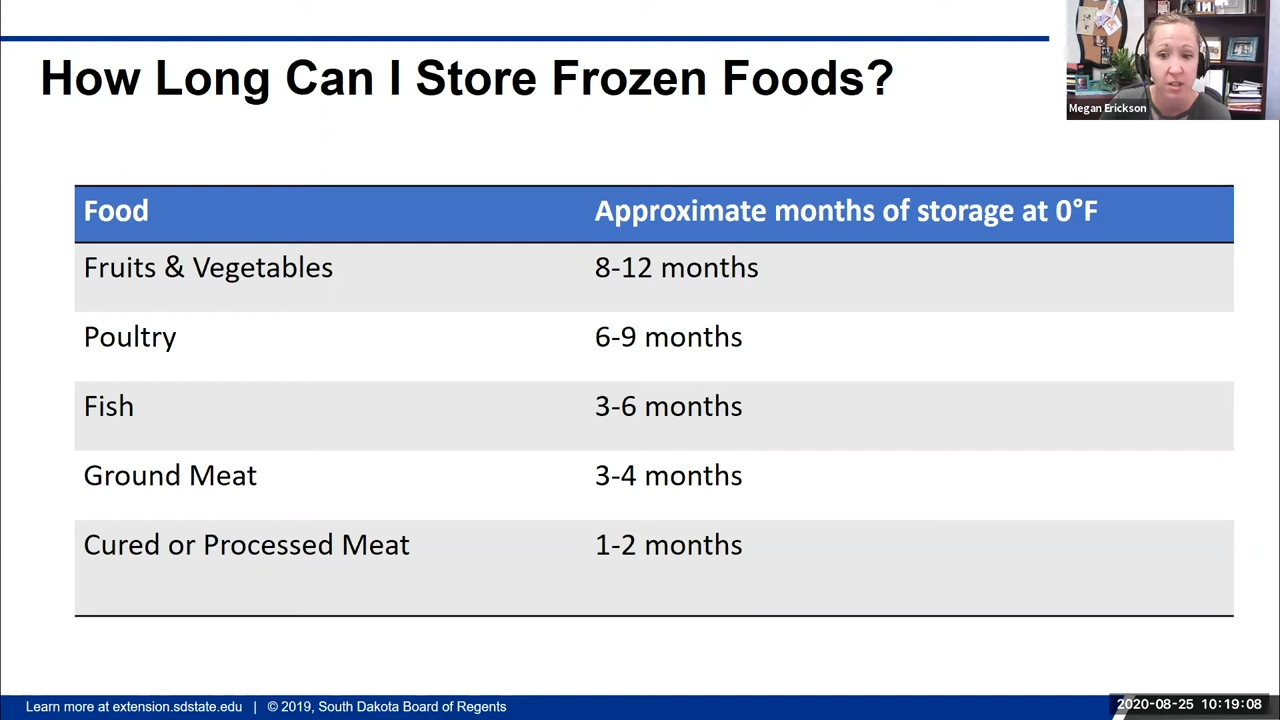 How Long Can I Store Frozen Foods?
Megan Erickson
Food Approximate months of storage at 0°F
Fruits & Vegetables 8-12 months
Poultry 6-9 months
Fish 3-6 months
Ground Meat 3-4 months
Cured or Processed Meat 1-2 months
Learn more at extension.sdstate.edu | © 2019, South Dakota Board of Regents
2020-08-25 10:19:08